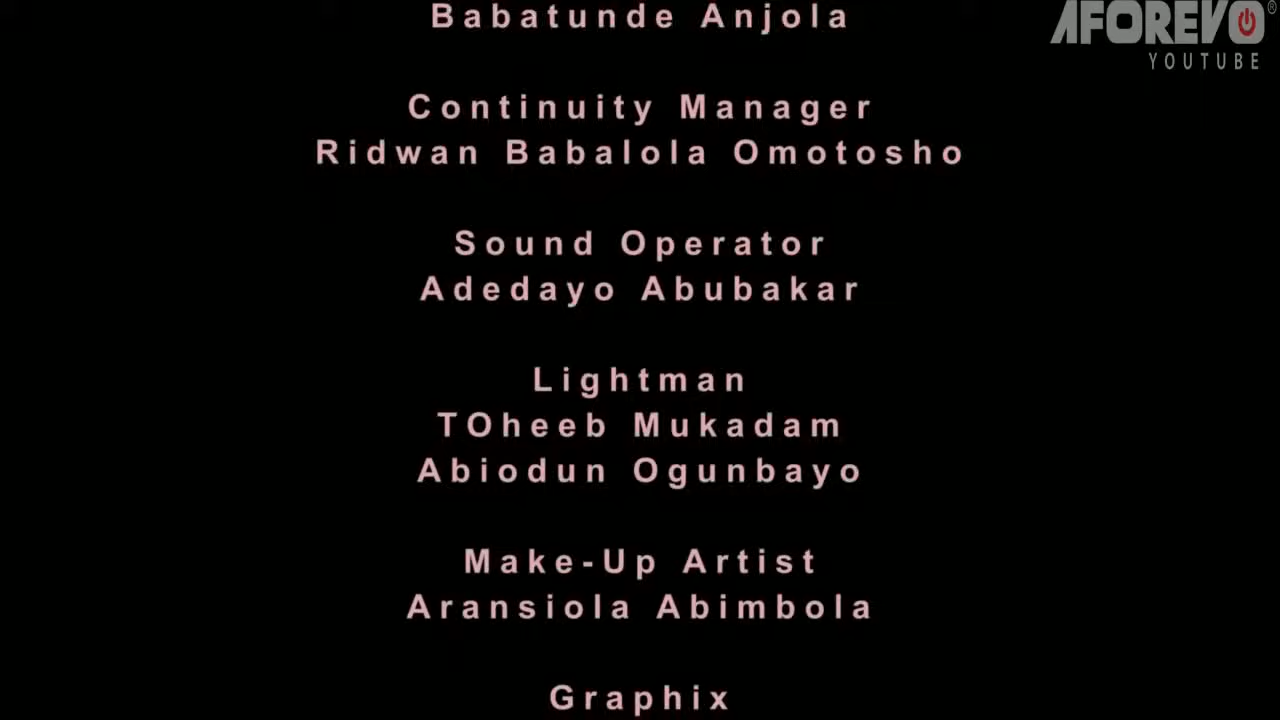 Babatunde Anjola
AFOREVO®
YOUTUBE
Continuity Manager
Ridwan Babalola Omotosho
Sound Operator
Adedayo Abubakar
Lightman
TOheeb Mukadam
Abiodun Ogunbayo
Make-Up Artist
Aransiola Abimbola
Graphix